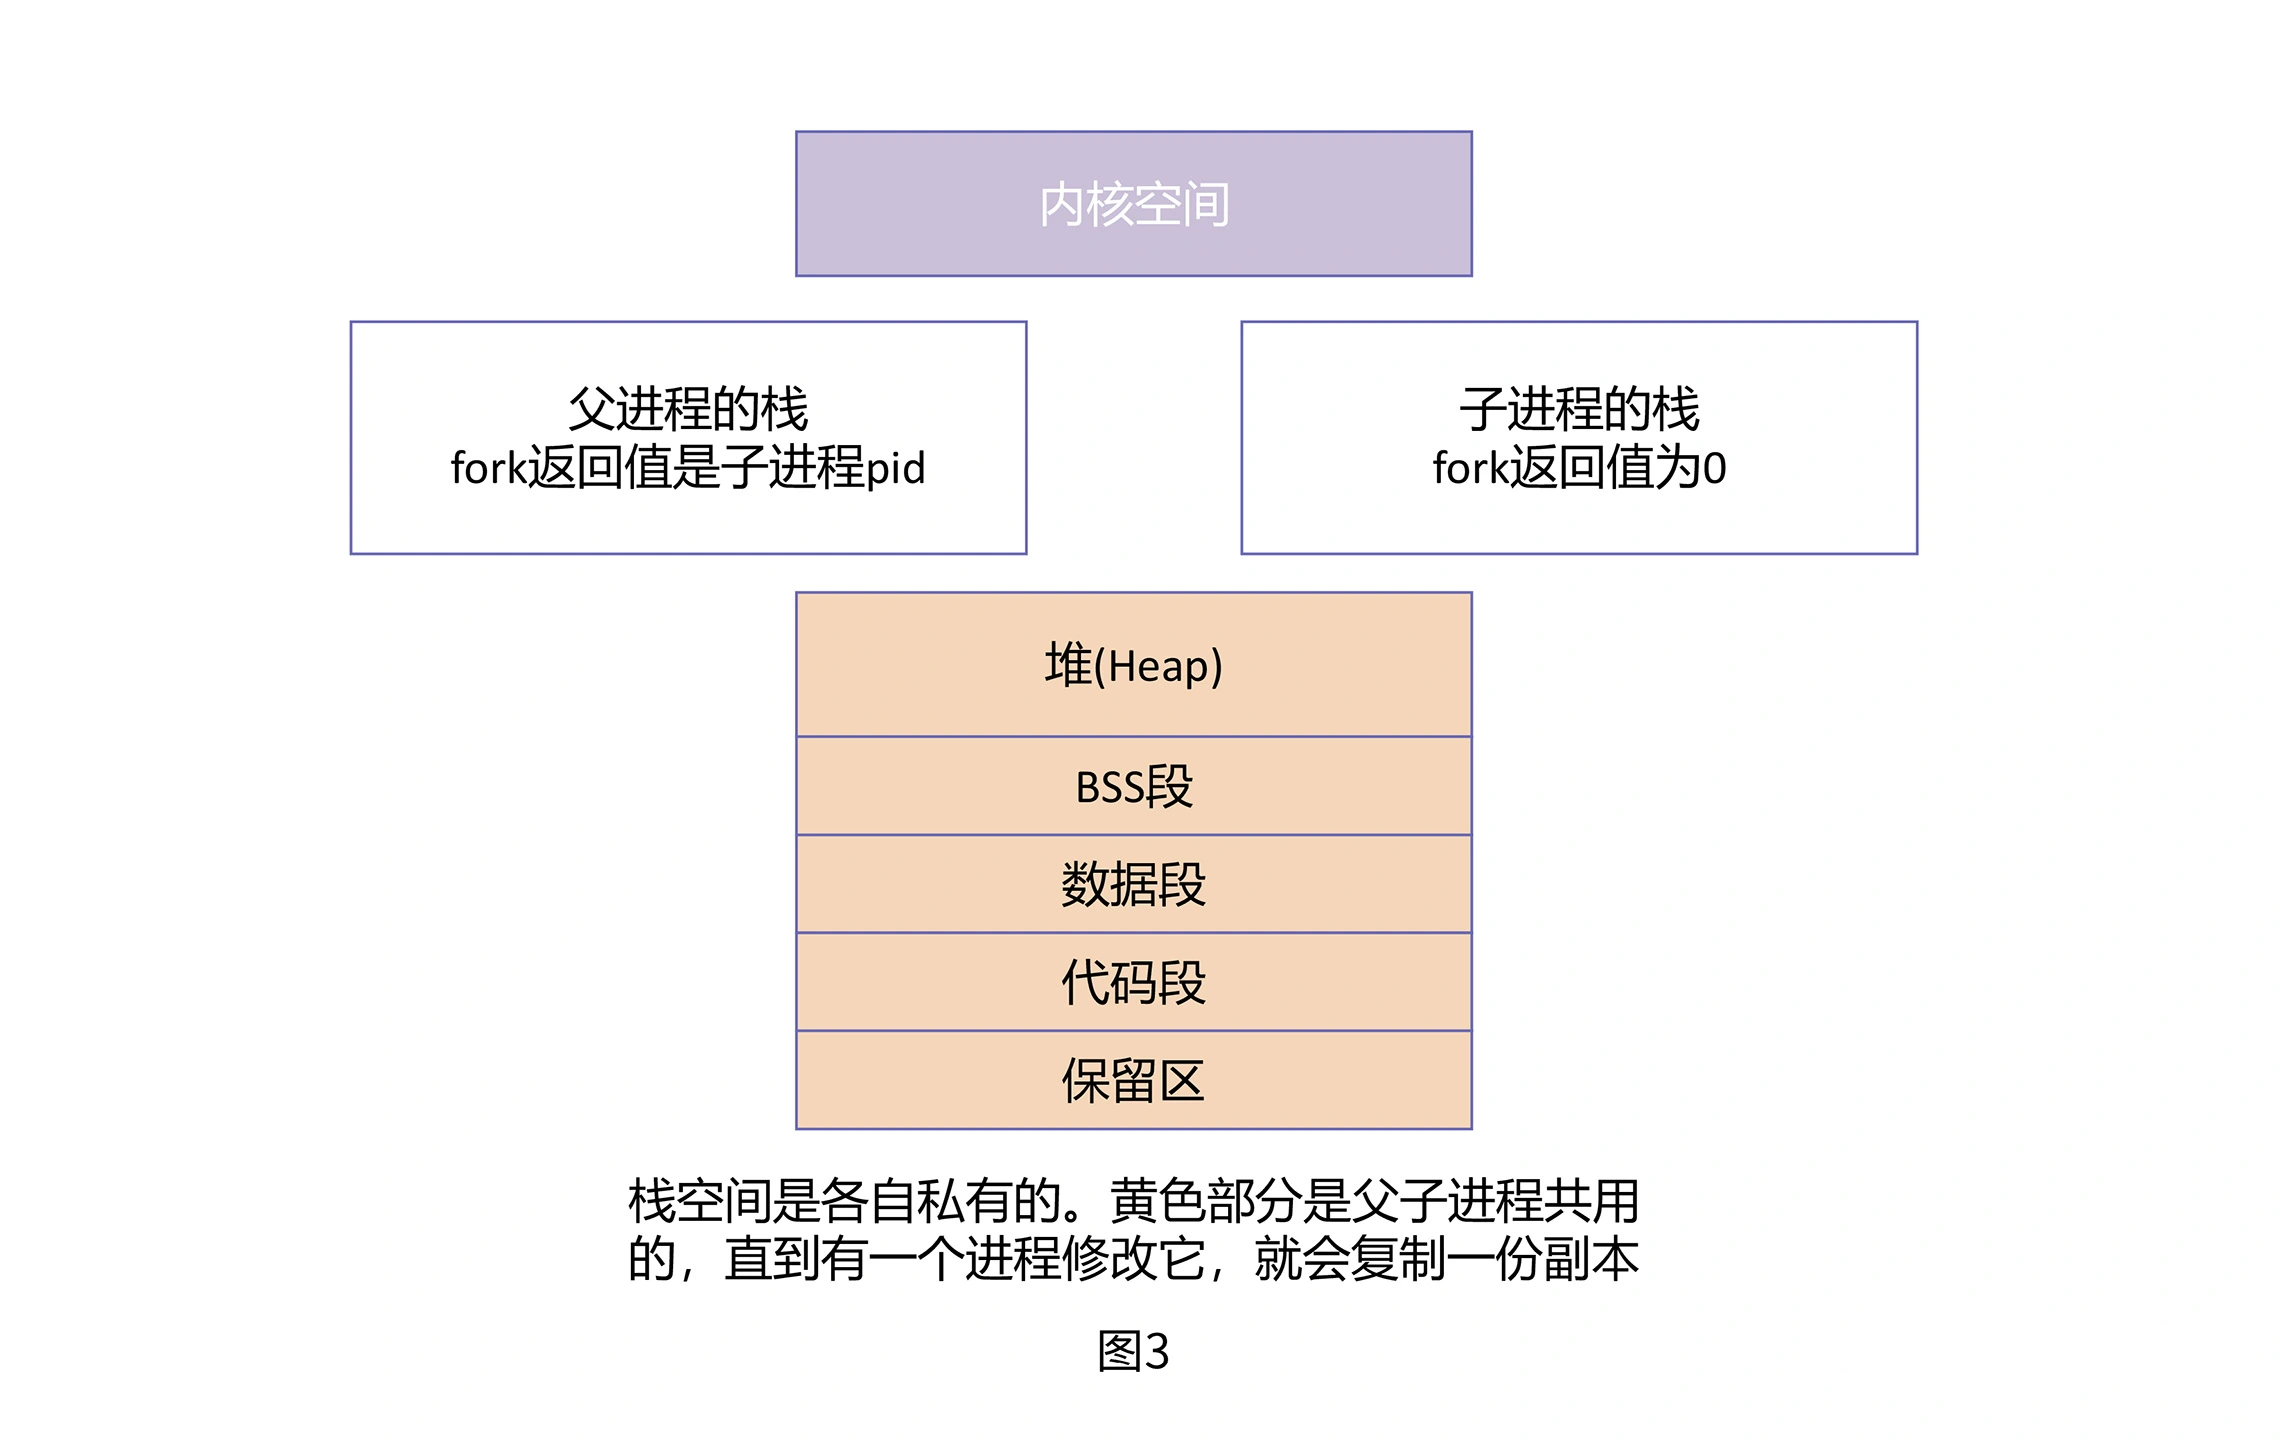 内核空间
父进程的栈
fork返回值是子进程pid
子进程的栈
fork返回值为0
堆(Heap)
BSS段
数据段
代码段
保留区
栈空间是各自私有的。黄色部分是父子进程共用
的，直到有一个进程修改它，就会复制一份副本
图3